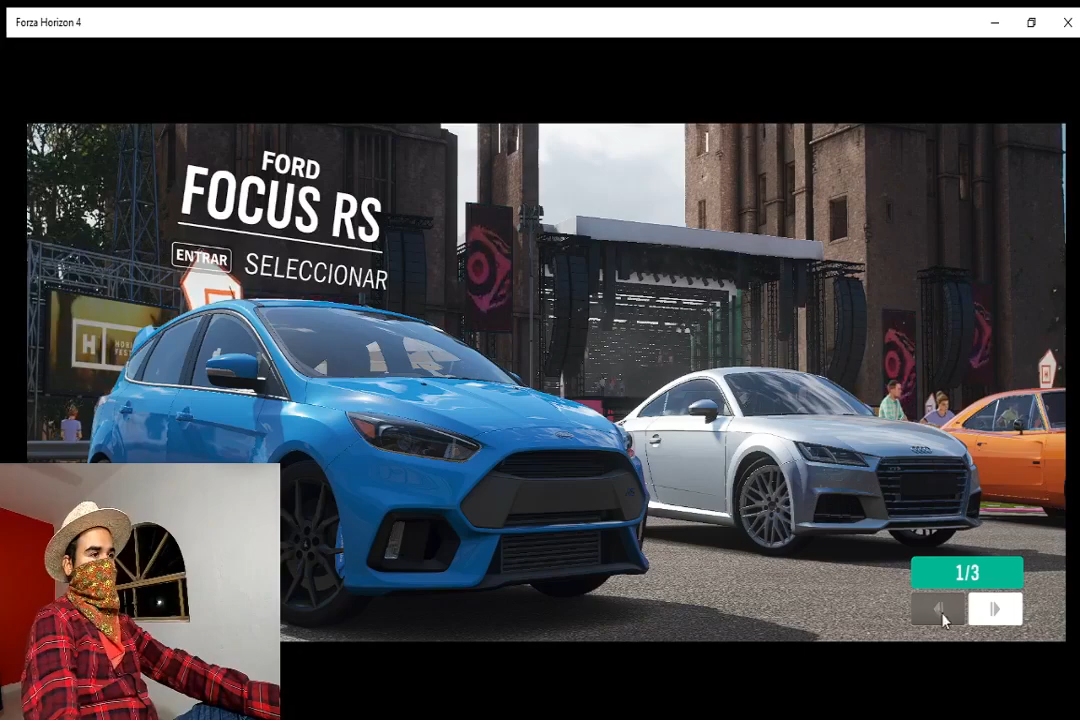 Forza Horizon 4
FORD
FOCUS RS
ENTRAR SELECCIONAR
H
1/3